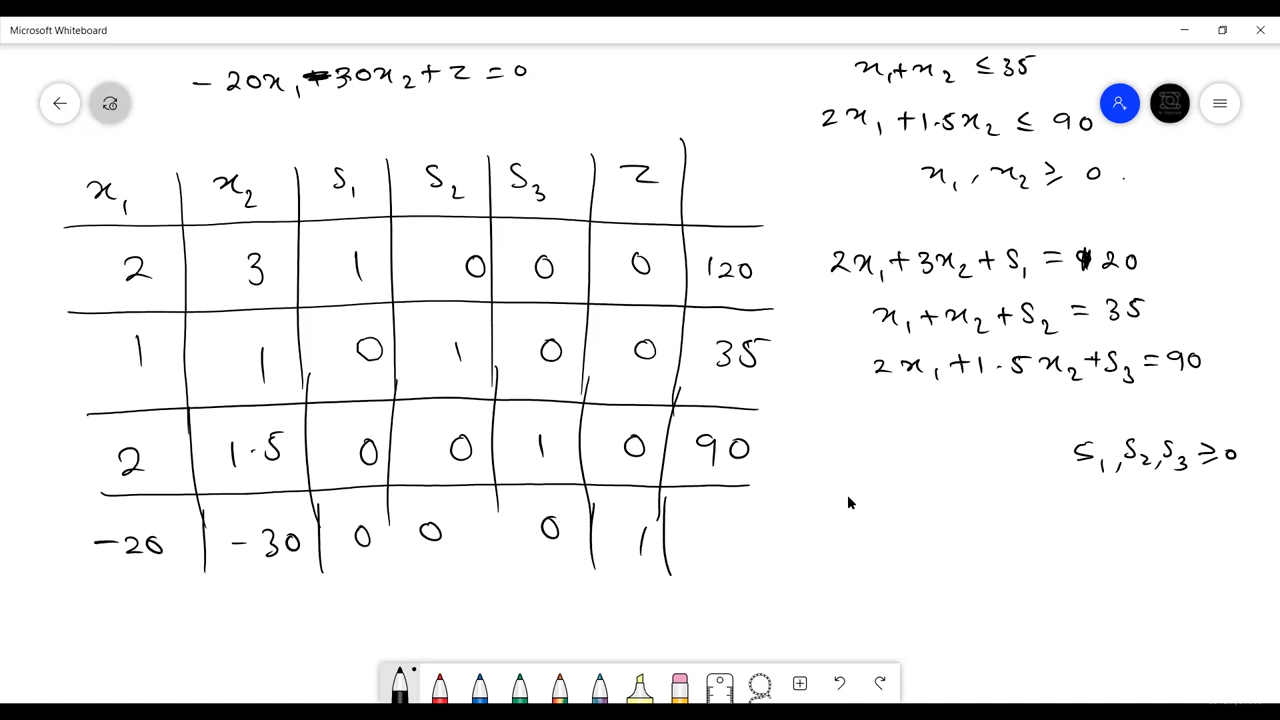 Microsoft Whiteboard
- 20x₁ - 30x₂ + z = 0
x₁ + x₂ ≤ 35
2x₁ + 1.5x₂ ≤ 90
x₁, x₂ ≥ 0 .
x₁ x₂ S₁ S₂ S₃ Z
2 3 1 0 0 0 120
1 1 0 1 0 0 35
2 1.5 0 0 1 0 90
-20 -30 0 0 0 1
2x₁ + 3x₂ + S₁ = 120
x₁ + x₂ + S₂ = 35
2x₁ + 1.5x₂ + S₃ = 90
S₁, S₂, S₃ ≥ 0